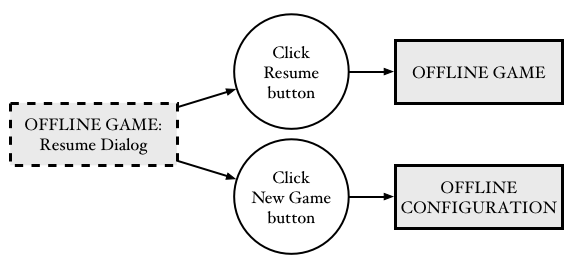 OFFLINE GAME:
Resume Dialog
Click
Resume
button
OFFLINE GAME
Click
New Game
button
OFFLINE
CONFIGURATION